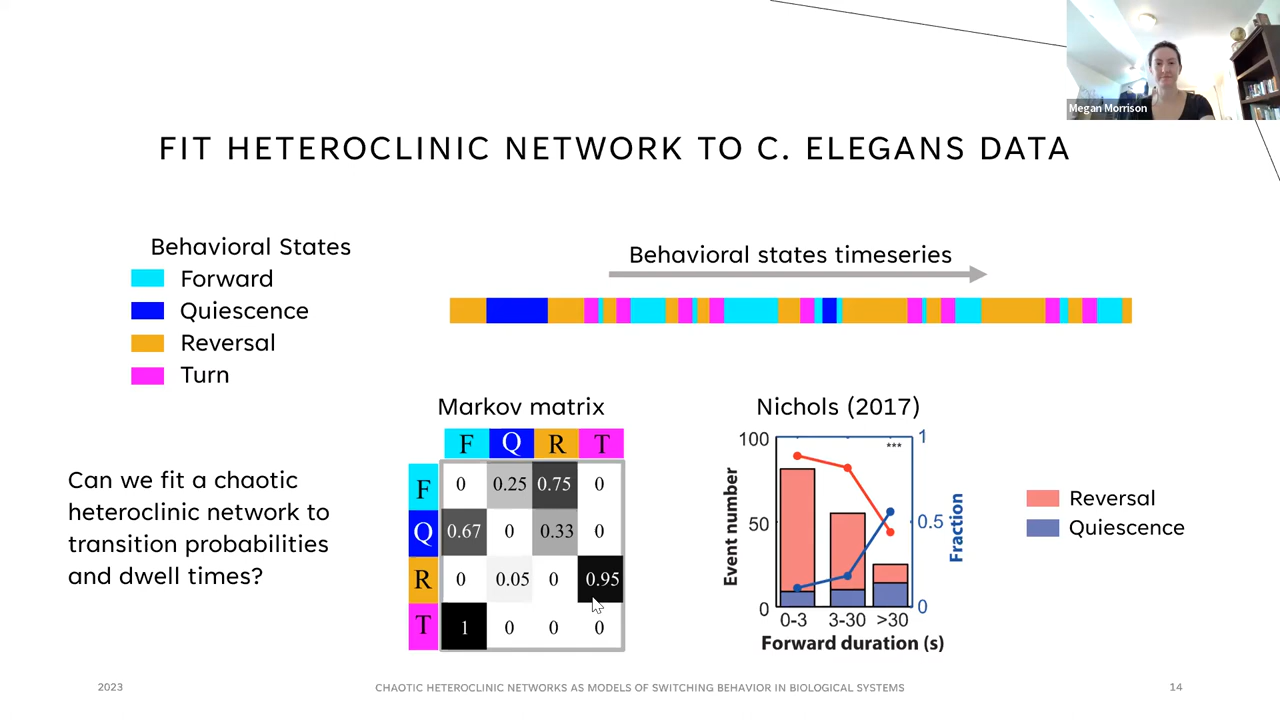 Megan Morrison
FIT HETEROCLINIC NETWORK TO C. ELEGANS DATA
Behavioral States
Forward
Quiescence
Reversal
Turn
Behavioral states timeseries
Can we fit a chaotic
heteroclinic network to
transition probabilities
and dwell times?
Markov matrix
F Q R T
F 0 0.25 0.75 0
Q 0.67 0 0.33 0
R 0 0.05 0 0.95
T 1 0 0 0
Nichols (2017)
100
50
0
Event number
***
1
0.5
0
Fraction
0-3 3-30 >30
Forward duration (s)
Reversal
Quiescence
2023
CHAOTIC HETEROCLINIC NETWORKS AS MODELS OF SWITCHING BEHAVIOR IN BIOLOGICAL SYSTEMS
14